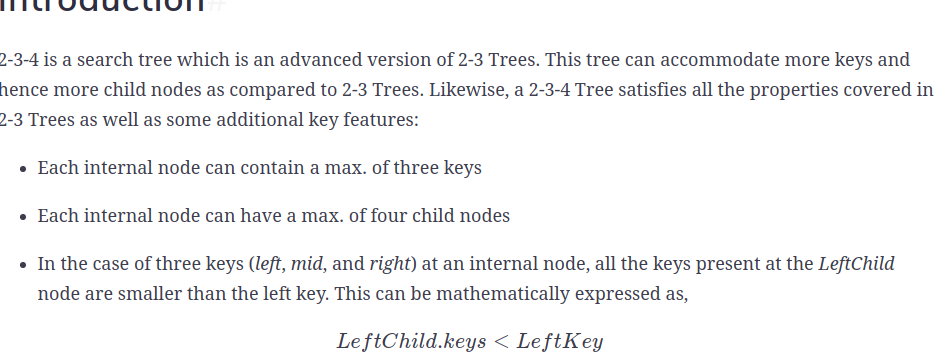 Introduction#
2-3-4 is a search tree which is an advanced version of 2-3 Trees. This tree can accommodate more keys and
hence more child nodes as compared to 2-3 Trees. Likewise, a 2-3-4 Tree satisfies all the properties covered in
2-3 Trees as well as some additional key features:
• Each internal node can contain a max. of three keys
• Each internal node can have a max. of four child nodes
• In the case of three keys (left, mid, and right) at an internal node, all the keys present at the LeftChild
node are smaller than the left key. This can be mathematically expressed as,
LeftChild.keys < LeftKey